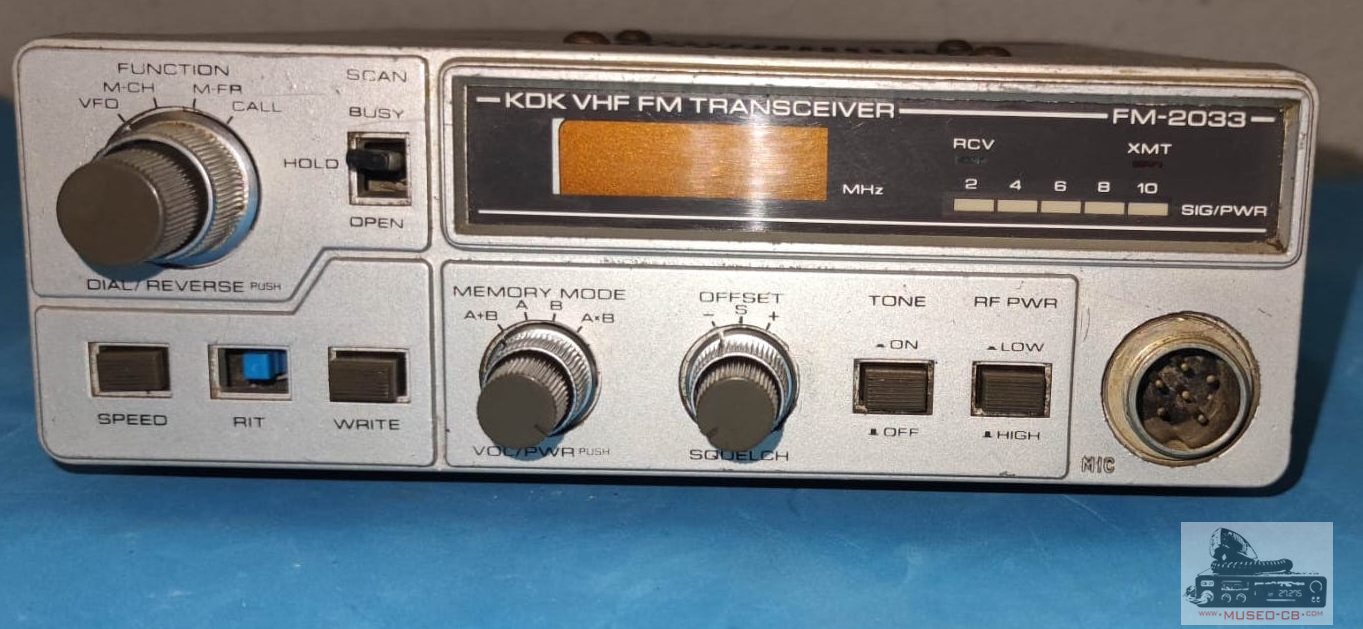 FUNCTION
M-CH M-FR
VFO CALL
SCAN
BUSY
HOLD
OPEN
DIAL/REVERSE PUSH
SPEED
RIT
WRITE
KDK VHF FM TRANSCEIVER
FM-2033
MHz
RCV
XMT
2 4 6 8 10
SIG/PWR
MEMORY MODE
A B
A+B A×B
VOL/PWR PUSH
OFFSET
- S +
SQUELCH
TONE
ON
OFF
RF PWR
LOW
HIGH
MIC
27.275
WWW.MUSEO-CB.COM